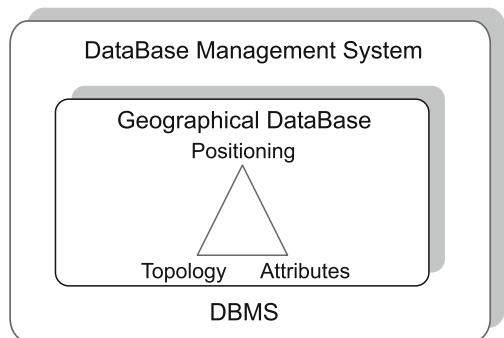 DataBase Management System
Geographical DataBase
Positioning
Topology Attributes
DBMS